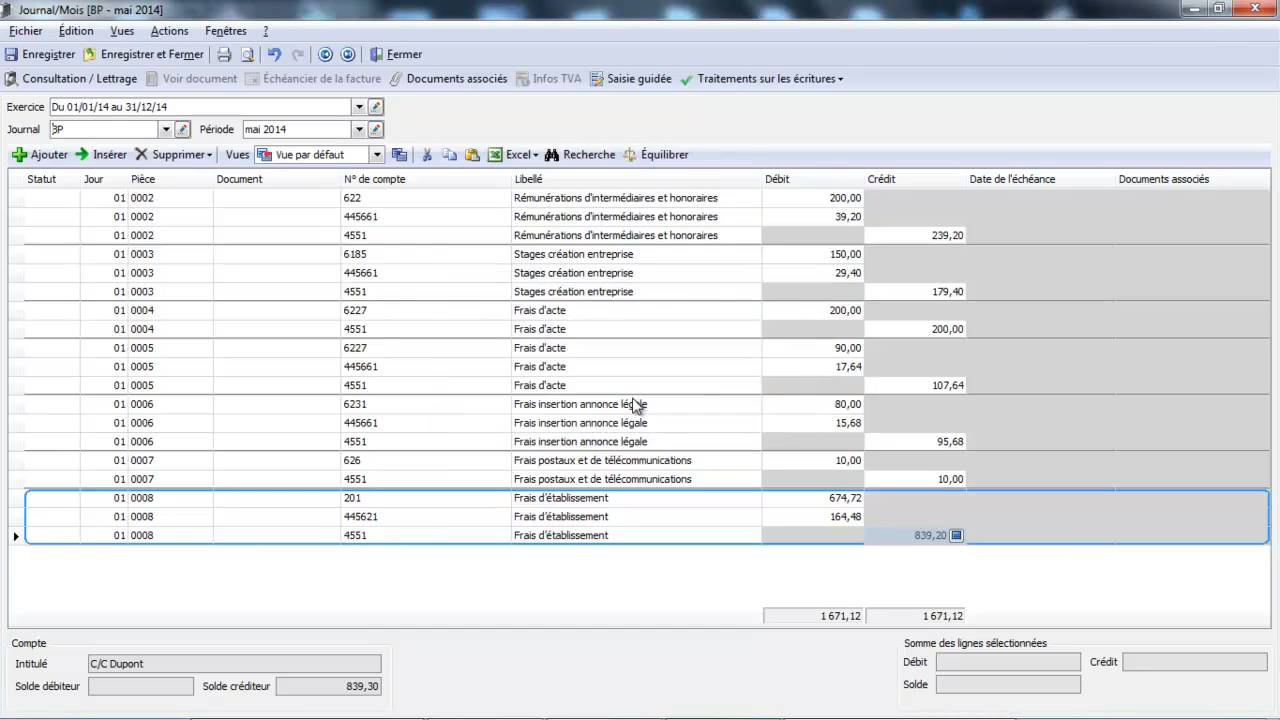 Journal/Mois [BP - mai 2014]
Fichier Édition Vues Actions Fenêtres ?
Enregistrer Enregistrer et Fermer Fermer
Consultation / Lettrage Voir document Échéancier de la facture Documents associés Infos TVA Saisie guidée Traitements sur les écritures
Exercice Du 01/01/14 au 31/12/14
Journal BP Période mai 2014
Ajouter Insérer Supprimer Vues Vue par défaut Excel Recherche Équilibrer
Statut Jour Pièce Document N° de compte Libellé Débit Crédit Date de l'échéance Documents associés
01 0002 622 Rémunérations d'intermédiaires et honoraires 200,00
01 0002 445661 Rémunérations d'intermédiaires et honoraires 39,20
01 0002 4551 Rémunérations d'intermédiaires et honoraires 239,20
01 0003 6185 Stages création entreprise 150,00
01 0003 445661 Stages création entreprise 29,40
01 0003 4551 Stages création entreprise 179,40
01 0004 6227 Frais d'acte 200,00
01 0004 4551 Frais d'acte 200,00
01 0005 6227 Frais d'acte 90,00
01 0005 445661 Frais d'acte 17,64
01 0005 4551 Frais d'acte 107,64
01 0006 6231 Frais insertion annonce légale 80,00
01 0006 445661 Frais insertion annonce légale 15,68
01 0006 4551 Frais insertion annonce légale 95,68
01 0007 626 Frais postaux et de télécommunications 10,00
01 0007 4551 Frais postaux et de télécommunications 10,00
01 0008 201 Frais d'établissement 674,72
01 0008 445621 Frais d'établissement 164,48
01 0008 4551 Frais d'établissement 839,20
1 671,12 1 671,12
Compte Somme des lignes sélectionnées
Intitulé C/C Dupont Débit Crédit
Solde débiteur Solde créditeur 839,30 Solde